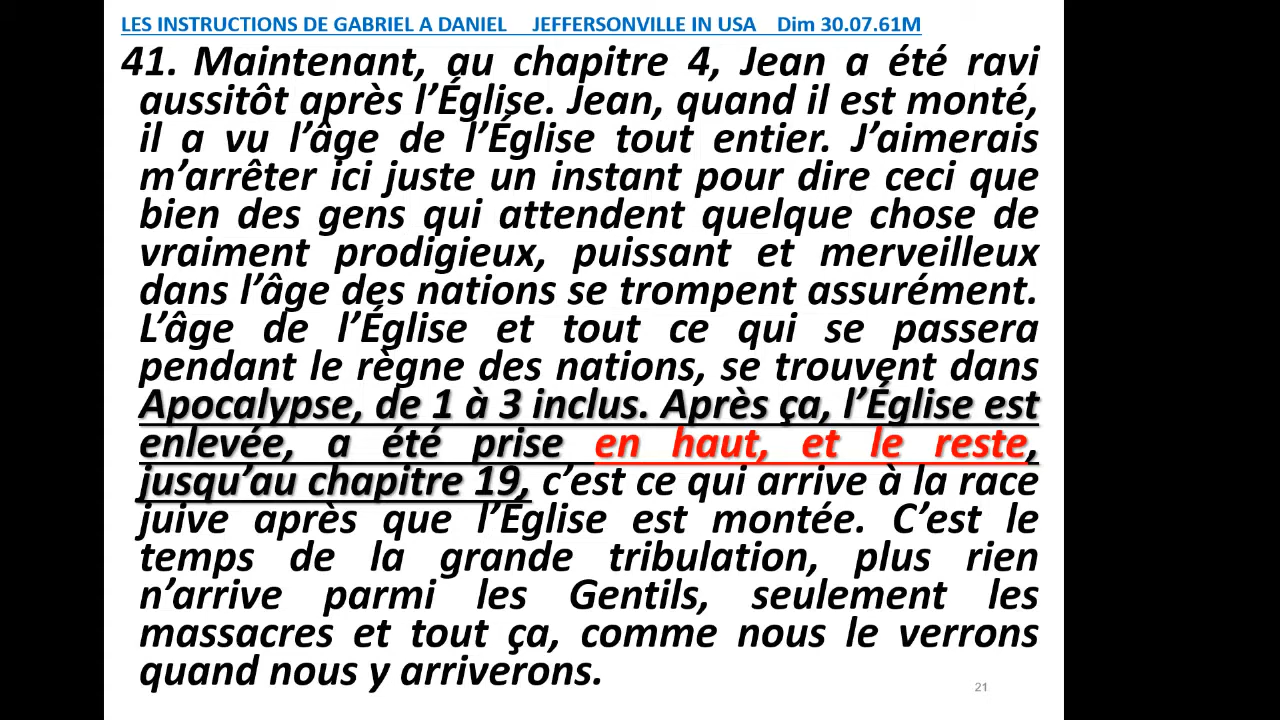 LES INSTRUCTIONS DE GABRIEL A DANIEL JEFFERSONVILLE IN USA Dim 30.07.61M
41. Maintenant, au chapitre 4, Jean a été ravi
aussitôt après l’Église. Jean, quand il est monté,
il a vu l’âge de l’Église tout entier. J’aimerais
m’arrêter ici juste un instant pour dire ceci que
bien des gens qui attendent quelque chose de
vraiment prodigieux, puissant et merveilleux
dans l’âge des nations se trompent assurément.
L’âge de l’Église et tout ce qui se passera
pendant le règne des nations, se trouvent dans
Apocalypse, de 1 à 3 inclus. Après ça, l’Église est
enlevée, a été prise en haut, et le reste,
jusqu’au chapitre 19, c’est ce qui arrive à la race
juive après que l’Église est montée. C’est le
temps de la grande tribulation, plus rien
n’arrive parmi les Gentils, seulement les
massacres et tout ça, comme nous le verrons
quand nous y arriverons.
21